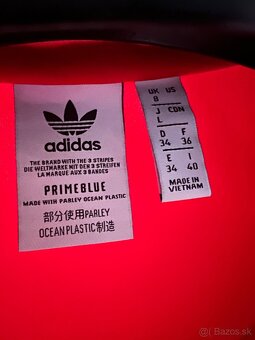 adidas
THE BRAND WITH THE 3 STRIPES
DIE WELTMARKE MIT DEN 3 STREIFEN
LA MARQUE AUX 3 BANDES
PRIMEBLUE
MADE WITH PARLEY OCEAN PLASTIC
部分使用PARLEY
OCEAN PLASTIC制造
UK US
8
J CDN
L
D F
34 36
E I
34 40
MADE IN
VIETNAM
© sbazar.sk